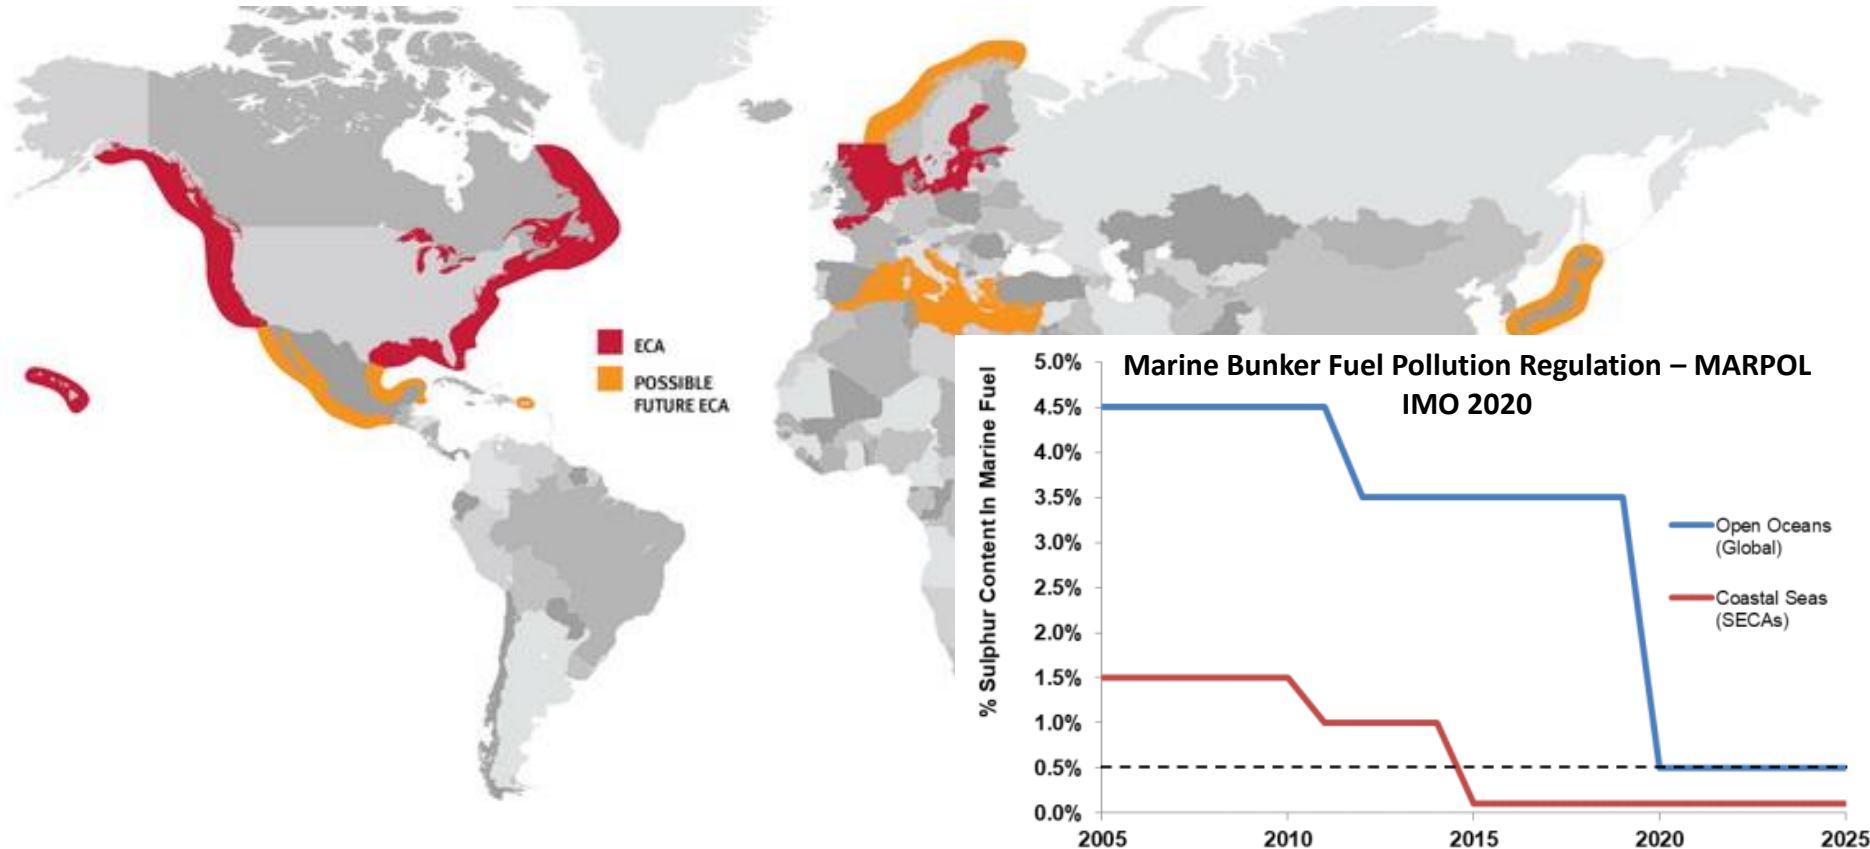 ECA
POSSIBLE
FUTURE ECA
Marine Bunker Fuel Pollution Regulation – MARPOL
IMO 2020
% Sulphur Content In Marine Fuel
5.0%
4.5%
4.0%
3.5%
3.0%
2.5%
2.0%
1.5%
1.0%
0.5%
0.0%
2005
2010
2015
2020
2025
Open Oceans
(Global)
Coastal Seas
(SECAs)